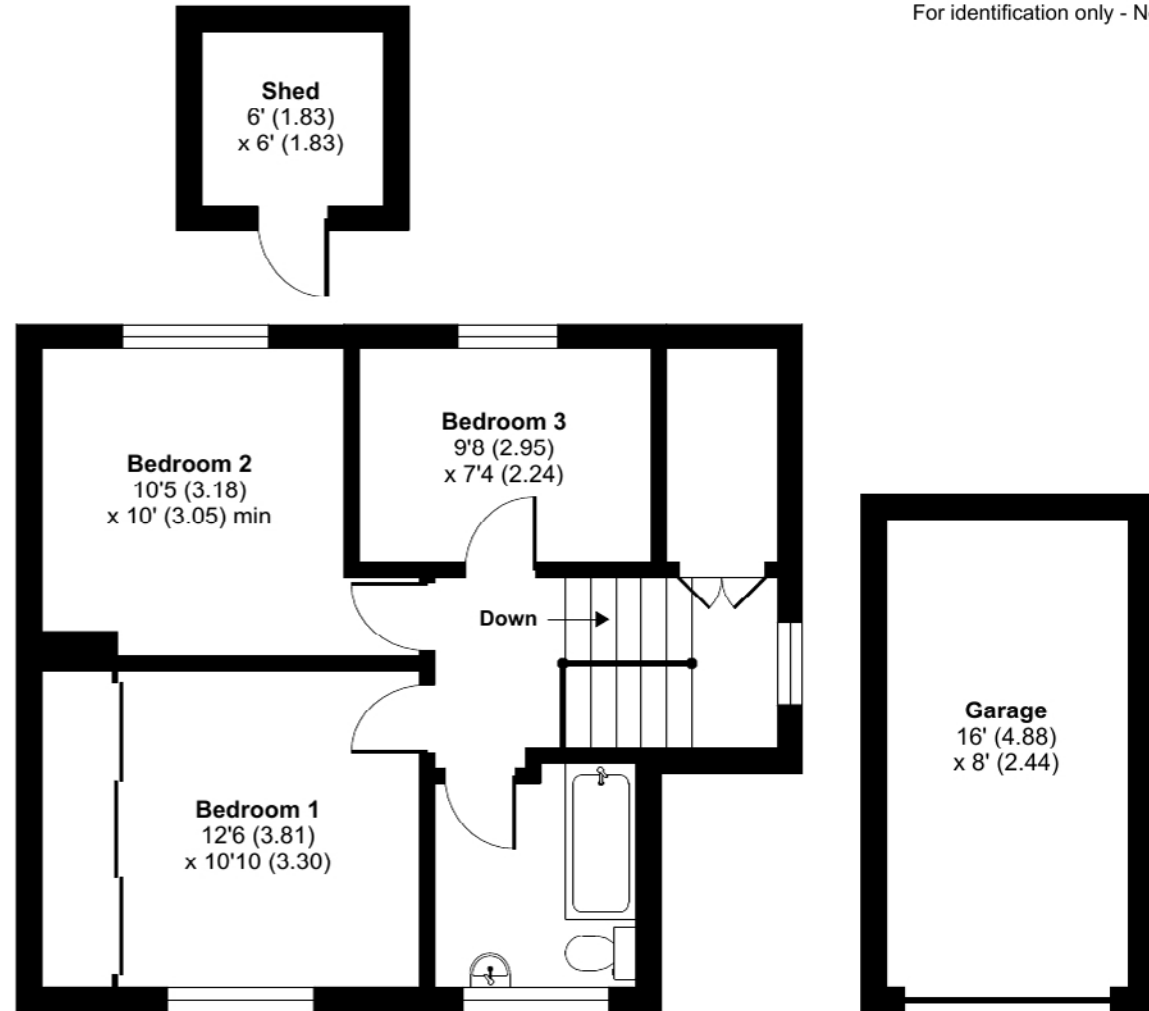 For identification only - N
Shed
6' (1.83)
x 6' (1.83)
Bedroom 3
9'8 (2.95)
x 7'4 (2.24)
Bedroom 2
10'5 (3.18)
x 10' (3.05) min
Down
Garage
16' (4.88)
x 8' (2.44)
Bedroom 1
12'6 (3.81)
x 10'10 (3.30)